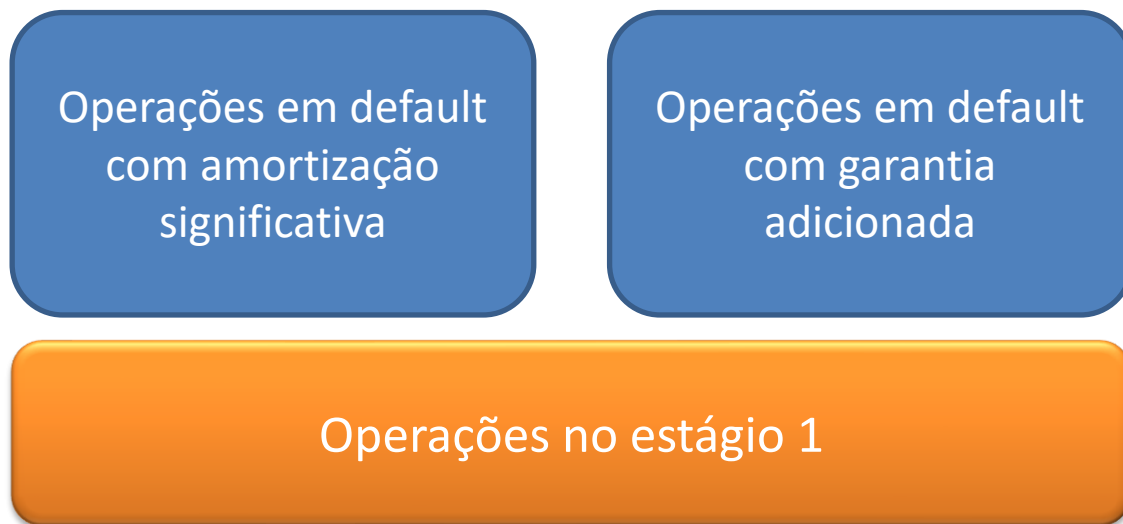 Operações em default
com amortização
significativa
Operações em default
com garantia
adicionada
Operações no estágio 1